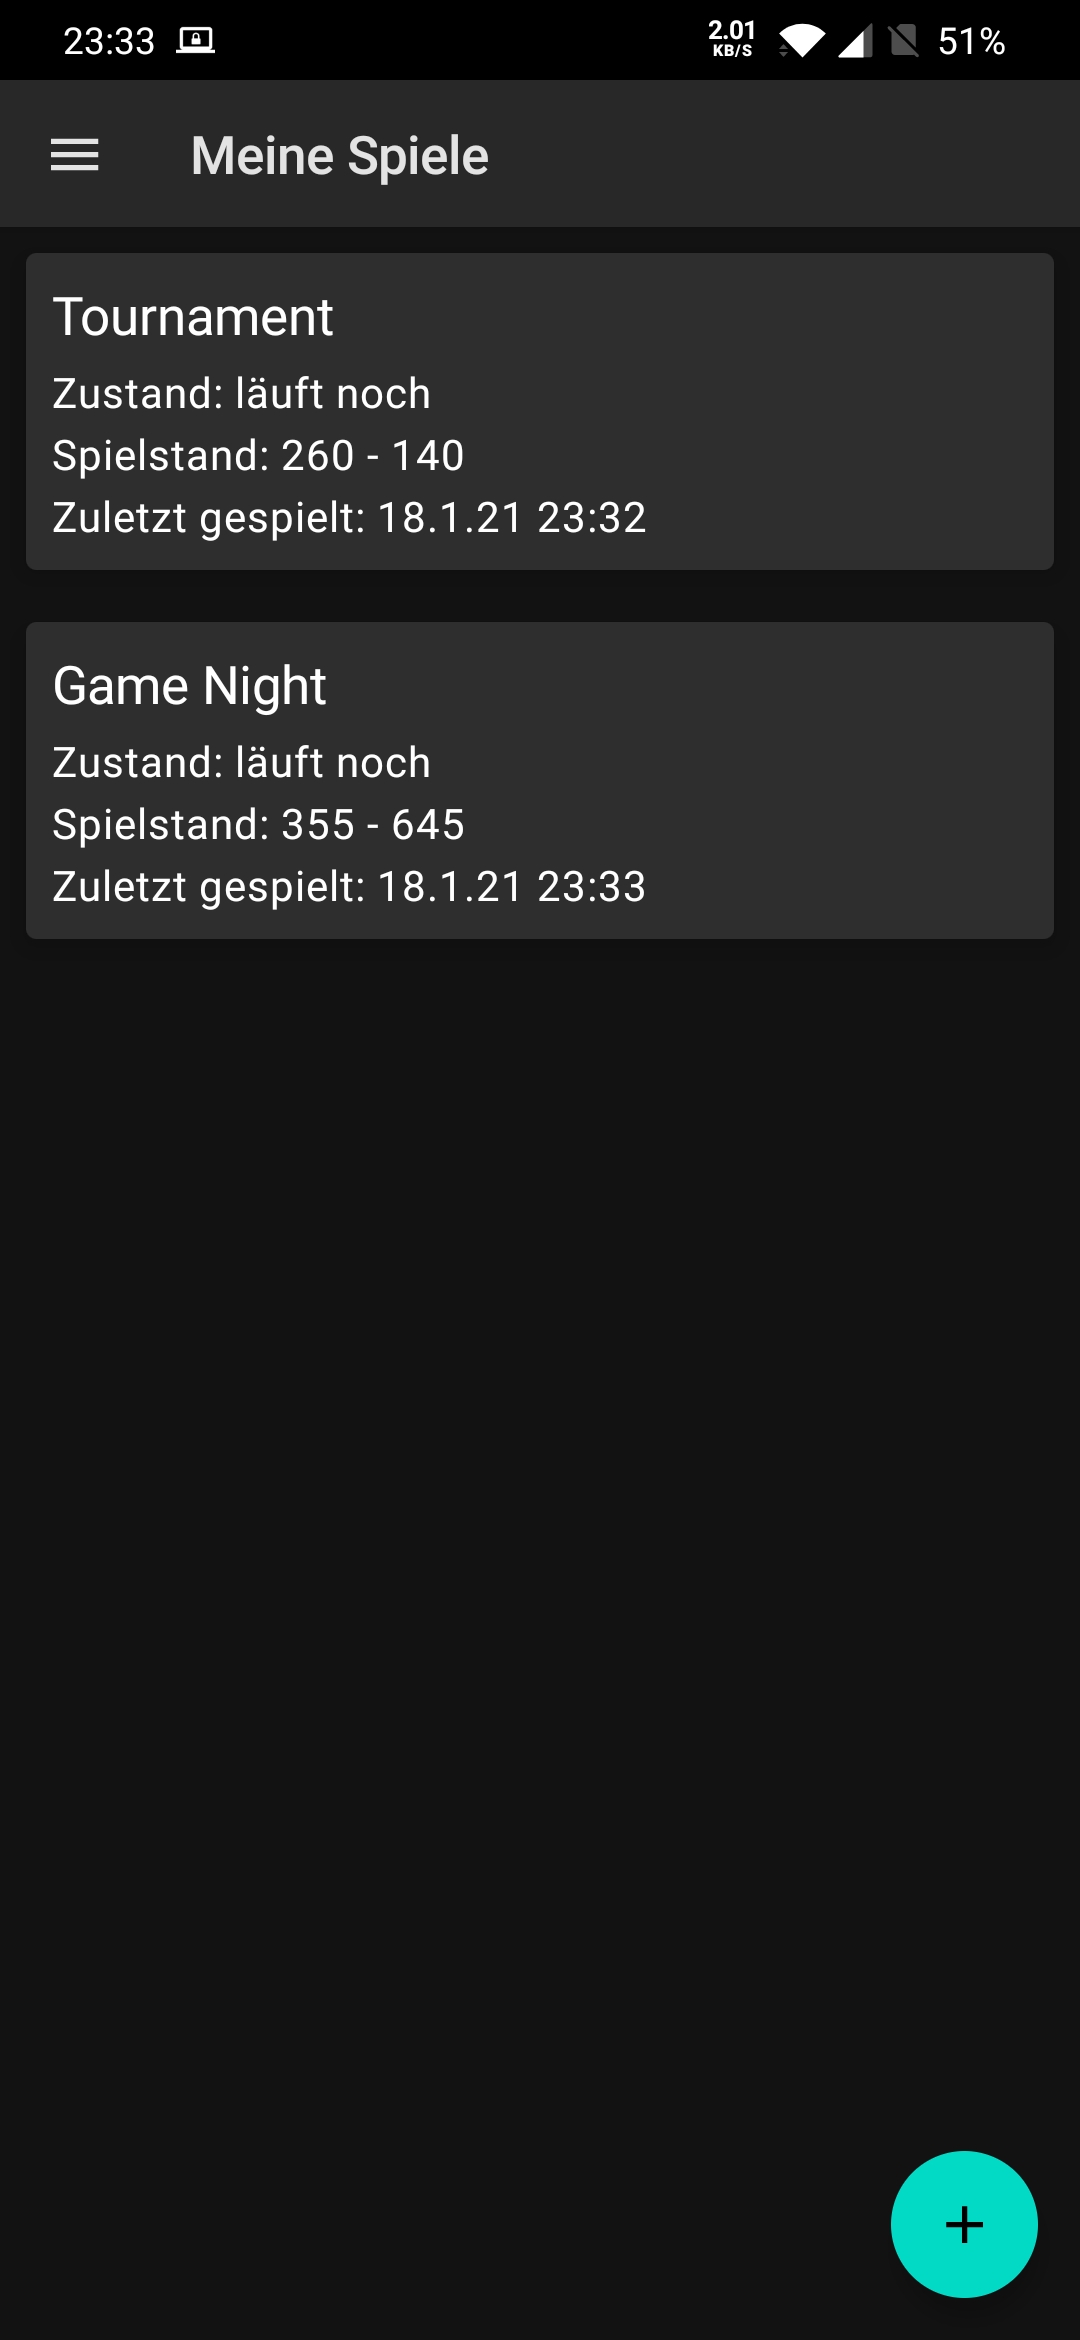 23:33
2.01
KB/S
51%
Meine Spiele
Tournament
Zustand: läuft noch
Spielstand: 260 - 140
Zuletzt gespielt: 18.1.21 23:32
Game Night
Zustand: läuft noch
Spielstand: 355 - 645
Zuletzt gespielt: 18.1.21 23:33
+